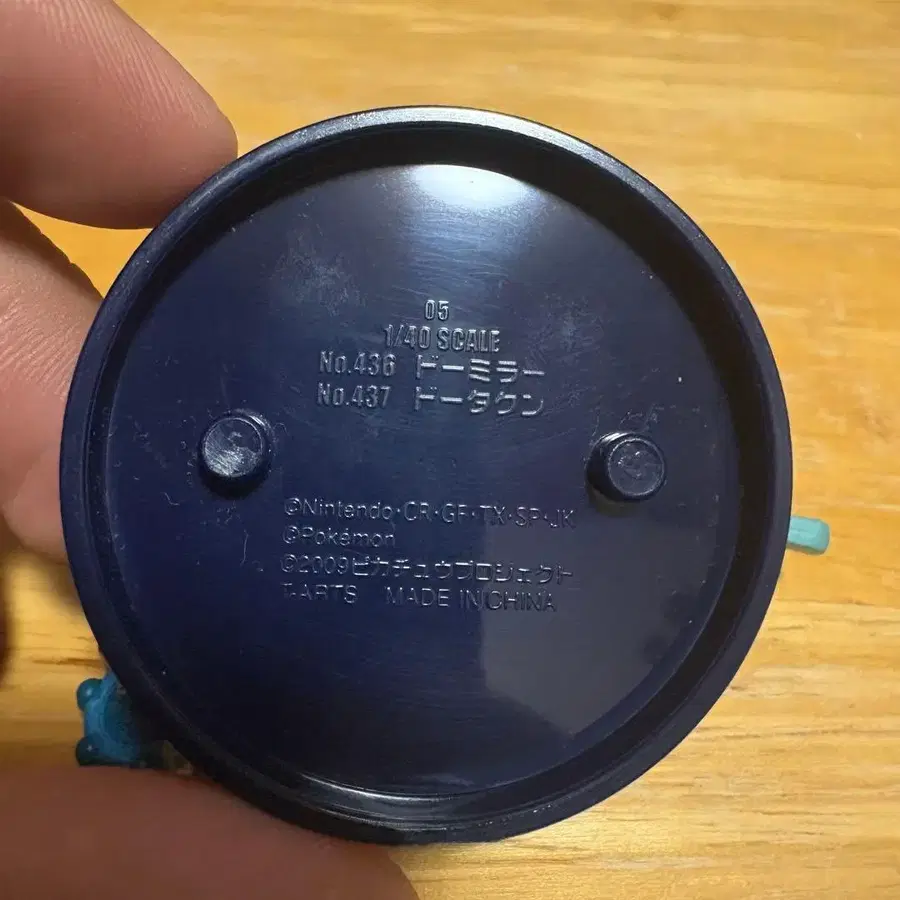 05
1/40 SCALE
No.436 ドーミラー
No.437 ドータクン
©Nintendo・CR・GF・TX・SP・JK
©Pokémon
©2009ピカチュウプロジェクト
T-ARTS MADE IN CHINA